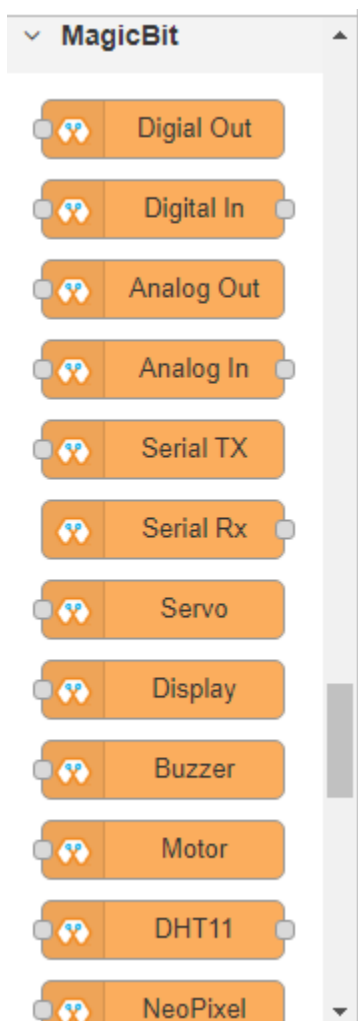 MagicBit
Digial Out
Digital In
Analog Out
Analog In
Serial TX
Serial Rx
Servo
Display
Buzzer
Motor
DHT11
NeoPixel